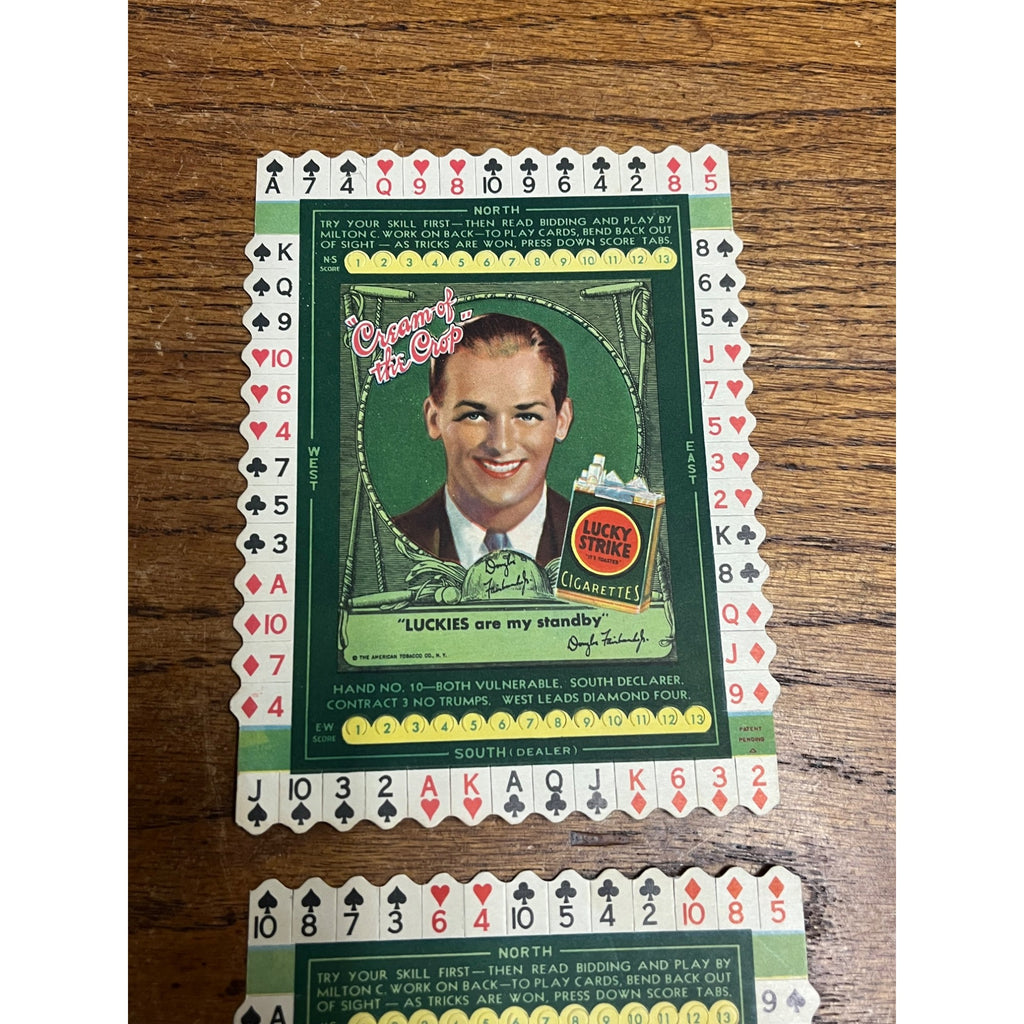 A 7 4 Q 9 8 10 9 6 4 2 8 5
NORTH
TRY YOUR SKILL FIRST—THEN READ BIDDING AND PLAY BY
MILTON C. WORK ON BACK—TO PLAY CARDS, BEND BACK OUT
OF SIGHT — AS TRICKS ARE WON, PRESS DOWN SCORE TABS.
N-S
SCORE
1 2 3 4 5 6 7 8 9 10 11 12 13
K
Q
9
10
6
4
7
5
3
A
10
7
4
WEST
"Cream of
the Crop"
LUCKY
STRIKE
"IT'S TOASTED"
CIGARETTES
Douglas
Fairbanks Jr.
"LUCKIES are my standby"
Douglas Fairbanks Jr.
© THE AMERICAN TOBACCO CO., N. Y.
EAST
8
6
5
J
7
5
3
2
K
8
Q
J
9
HAND NO. 10—BOTH VULNERABLE. SOUTH DECLARER.
CONTRACT 3 NO TRUMPS. WEST LEADS DIAMOND FOUR.
E-W
SCORE
1 2 3 4 5 6 7 8 9 10 11 12 13
PATENT
PENDING
SOUTH (DEALER)
J 10 3 2 A K A Q J K 6 3 2
10 8 7 3 6 4 10 5 4 2 10 8 5
NORTH
TRY YOUR SKILL FIRST—THEN READ BIDDING AND PLAY BY
MILTON C. WORK ON BACK—TO PLAY CARDS, BEND BACK OUT
OF SIGHT — AS TRICKS ARE WON, PRESS DOWN SCORE TABS.
1 2 3 4 5 6 7 8 9 10 11 12 13
A
9